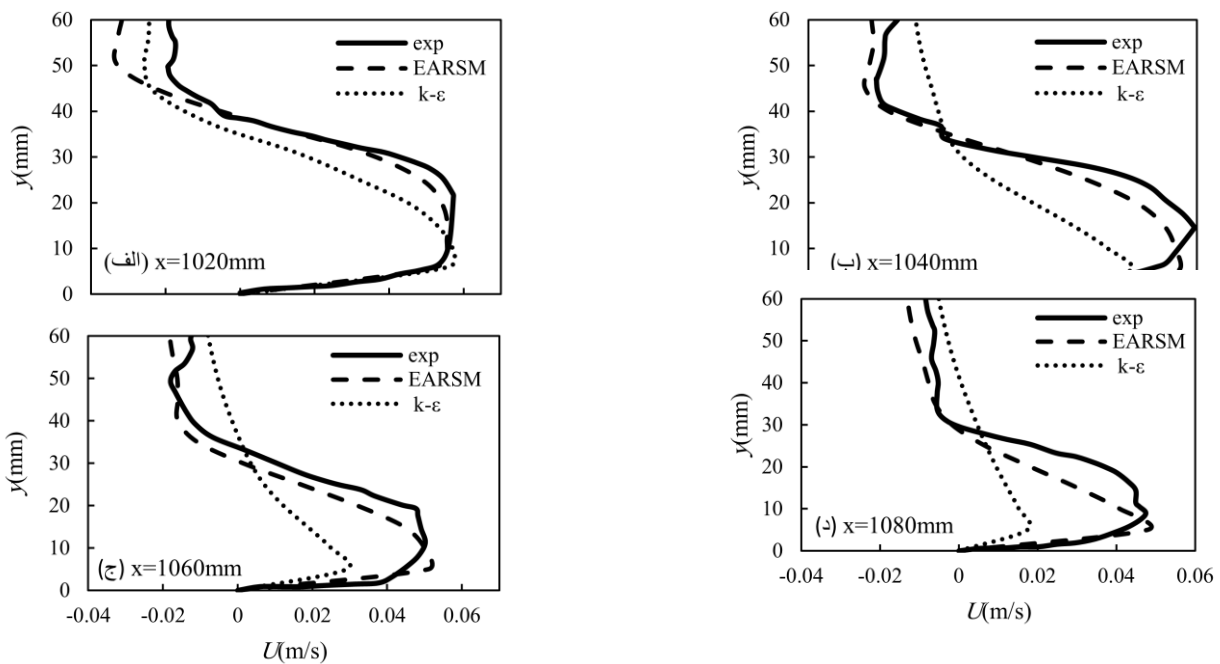 60
50
40
30
20
10
0
y(mm)
exp
EARSM
k-ε
(الف) x=1020mm
60
50
40
30
20
10
y(mm)
exp
EARSM
k-ε
(ب) x=1040mm
60
50
40
30
20
10
0
y(mm)
exp
EARSM
k-ε
(ج) x=1060mm
-0.04 -0.02 0 0.02 0.04 0.06
U(m/s)
60
50
40
30
20
10
0
y(mm)
exp
EARSM
k-ε
(د) x=1080mm
-0.04 -0.02 0 0.02 0.04 0.06
U(m/s)